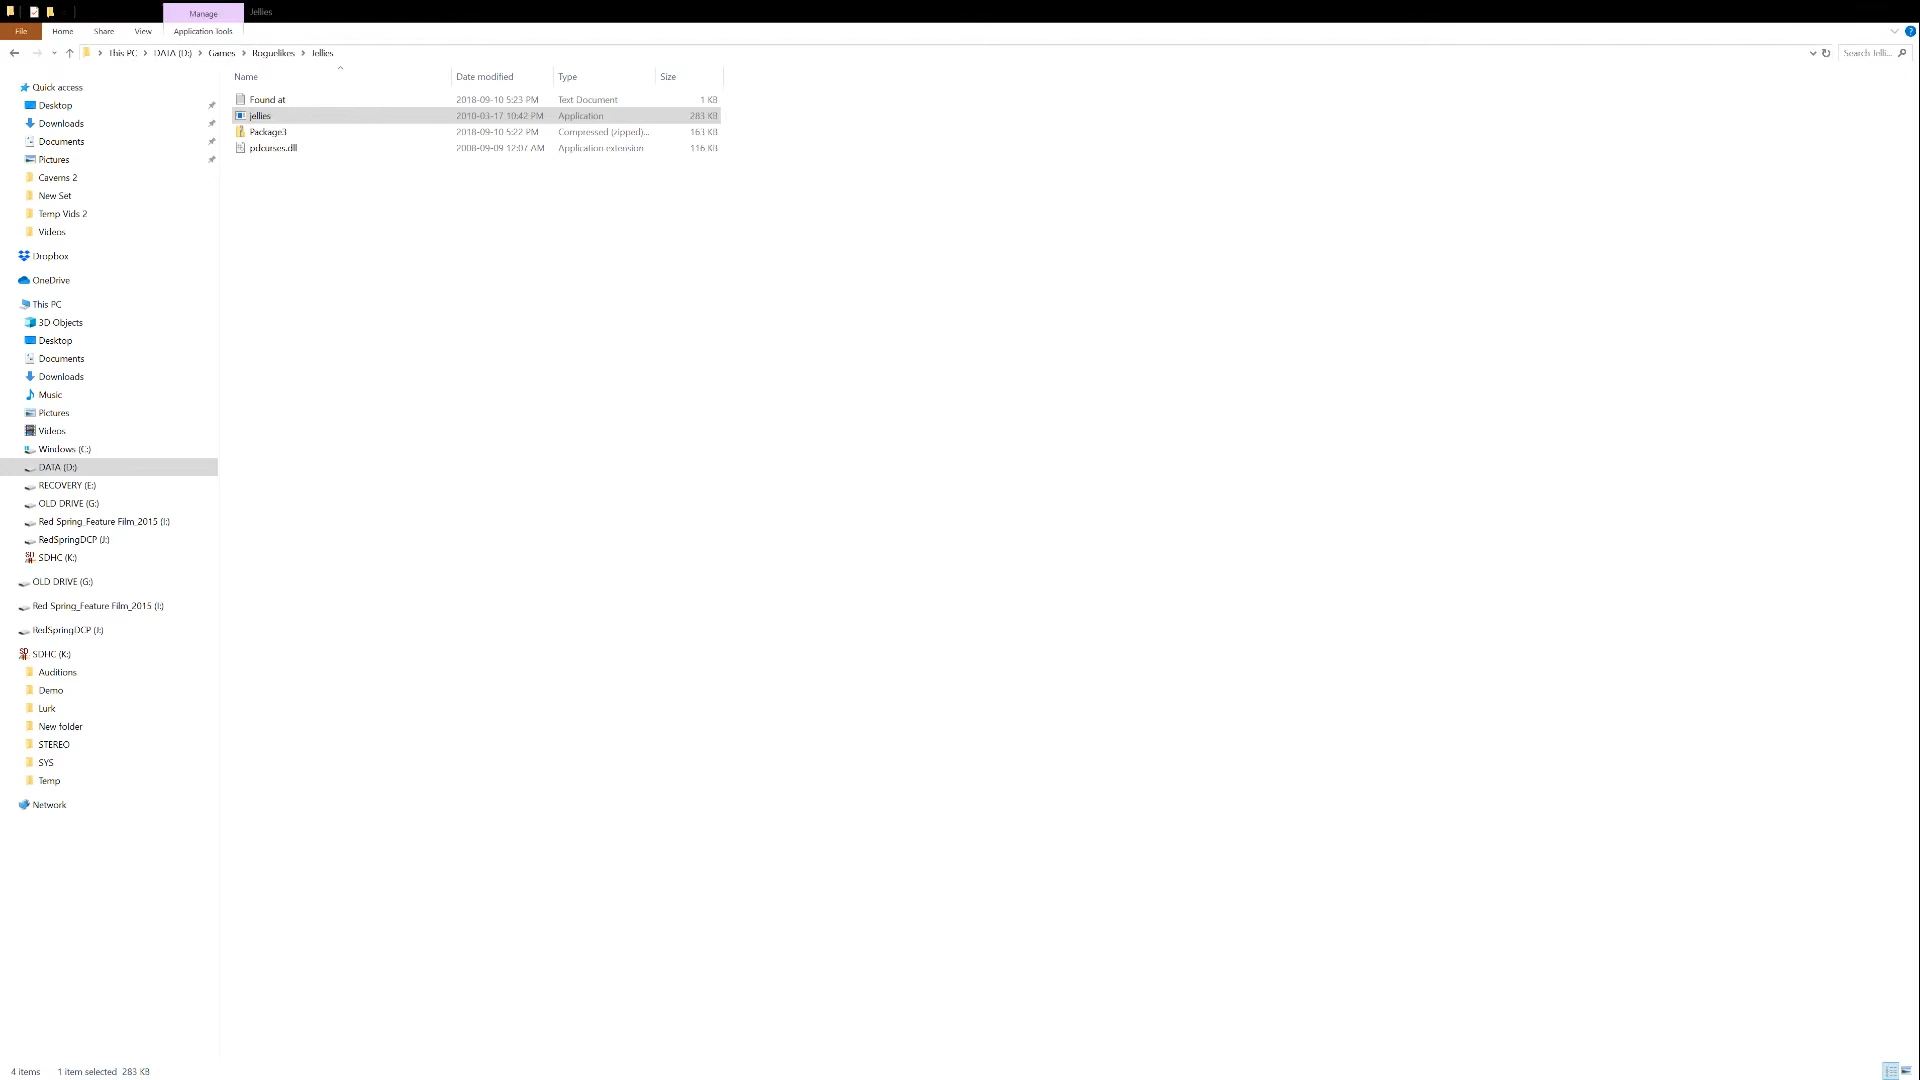 Manage Jellies
File Home Share View Application Tools
This PC DATA (D:) Games Roguelikes Jellies Search Jelli...
Name Date modified Type Size
Found at 2018-09-10 5:23 PM Text Document 1 KB
jellies 2010-03-17 10:42 PM Application 283 KB
Package3 2018-09-10 5:22 PM Compressed (zipped)... 163 KB
pdcurses.dll 2008-09-09 12:07 AM Application extension 116 KB
Quick access
Desktop
Downloads
Documents
Pictures
Caverns 2
New Set
Temp Vids 2
Videos
Dropbox
OneDrive
This PC
3D Objects
Desktop
Documents
Downloads
Music
Pictures
Videos
Windows (C:)
DATA (D:)
RECOVERY (E:)
OLD DRIVE (G:)
Red Spring_Feature Film_2015 (I:)
RedSpringDCP (J:)
SDHC (K:)
OLD DRIVE (G:)
Red Spring_Feature Film_2015 (I:)
RedSpringDCP (J:)
SDHC (K:)
Auditions
Demo
Lurk
New folder
STEREO
SYS
Temp
Network
4 items 1 item selected 283 KB